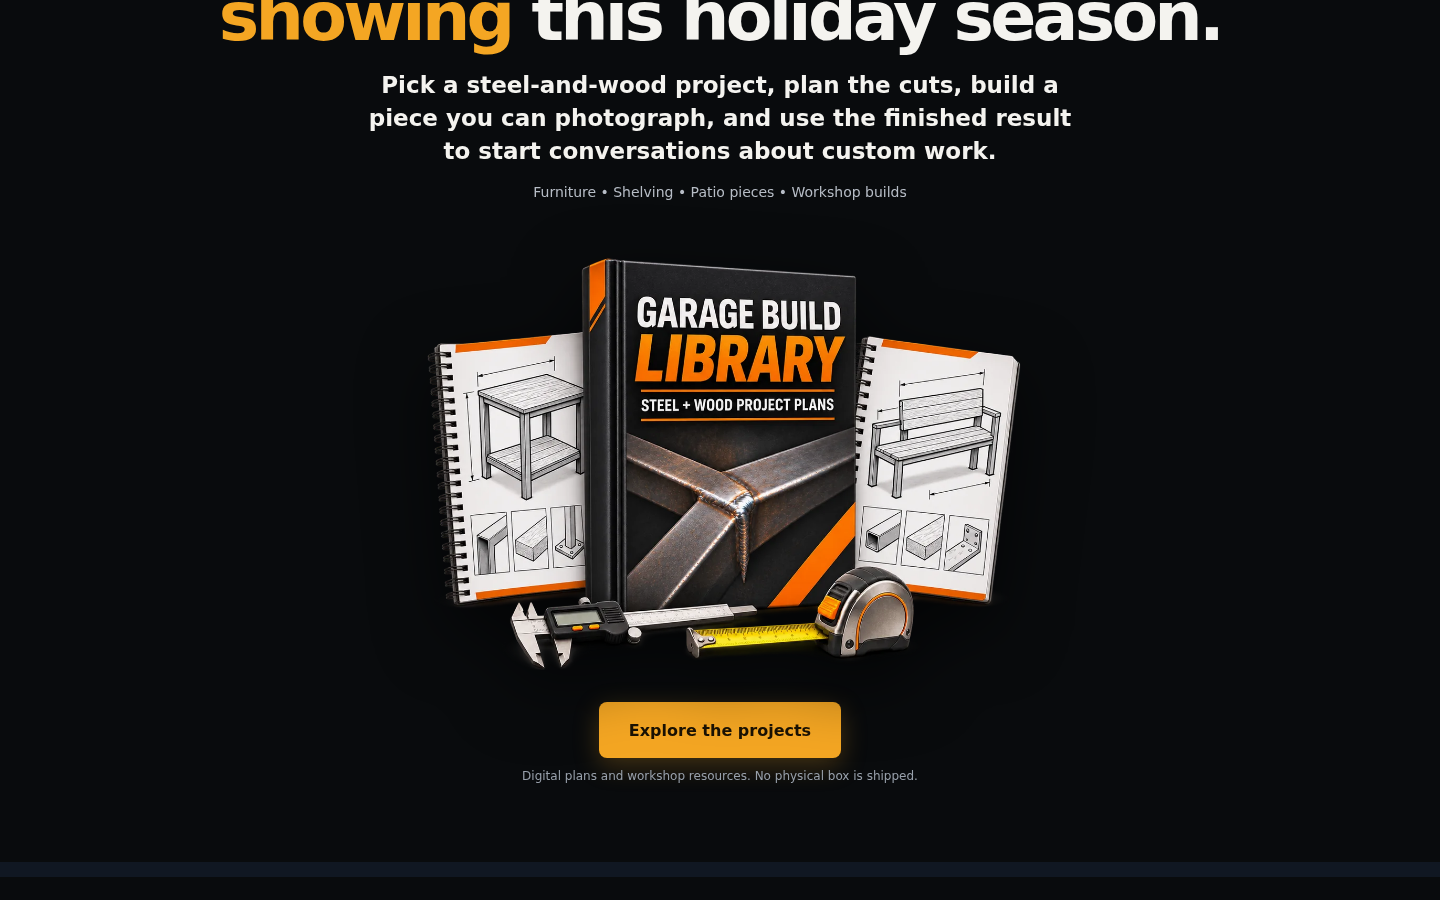 showing this holiday season.
Pick a steel-and-wood project, plan the cuts, build a
piece you can photograph, and use the finished result
to start conversations about custom work.
Furniture • Shelving • Patio pieces • Workshop builds
GARAGE BUILD
LIBRARY
STEEL + WOOD PROJECT PLANS
Explore the projects
Digital plans and workshop resources. No physical box is shipped.